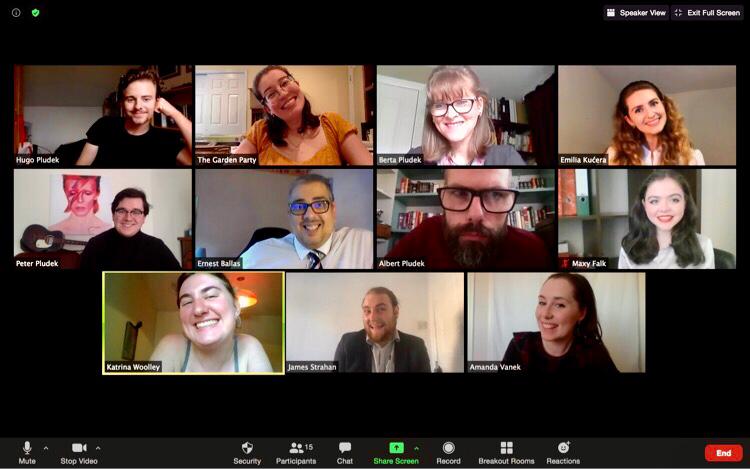 Speaker View Exit Full Screen
Hugo Pludek The Garden Party Berta Pludek Emilia Kučera
Peter Pludek Ernest Ballas Albert Pludek Maxy Falk
Katrina Woolley James Strahan Amanda Vanek
15
Mute Stop Video Security Participants Chat Share Screen Record Breakout Rooms Reactions End